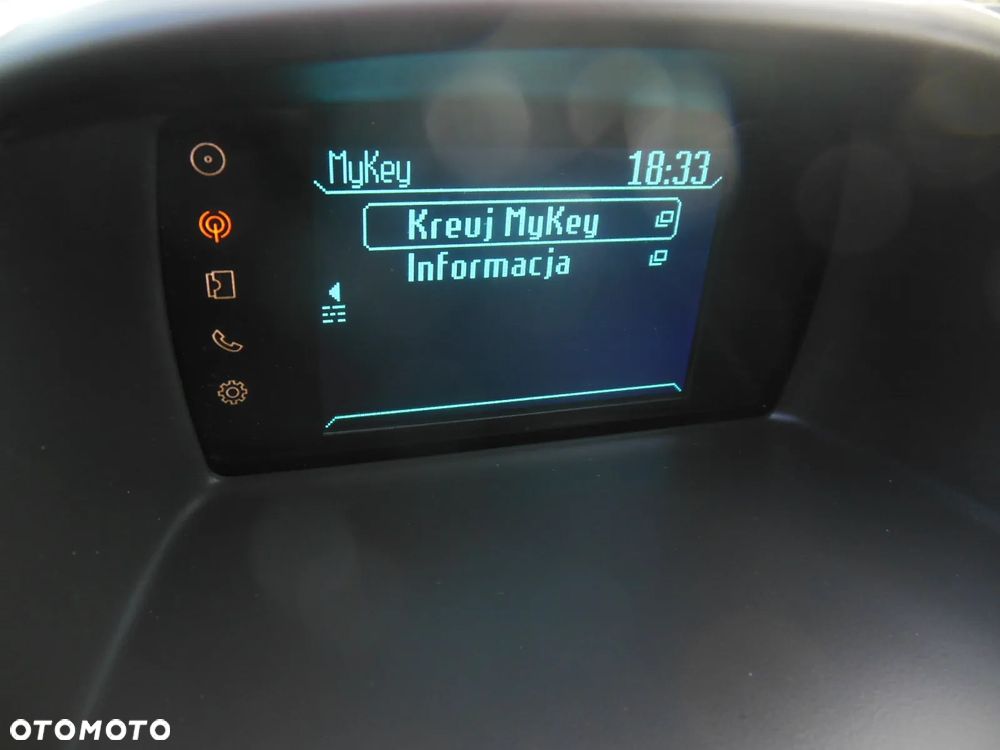 MyKey 18:33
Kreuj MyKey
Informacja
OTOMOTO